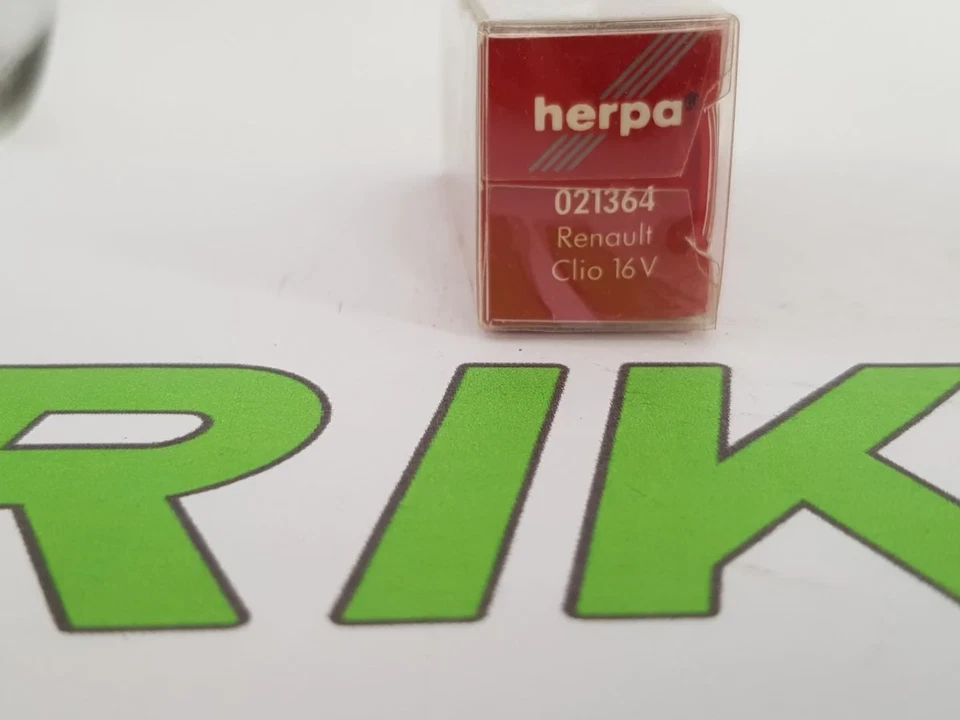 herpa®
021364
Renault
Clio 16V
RIK